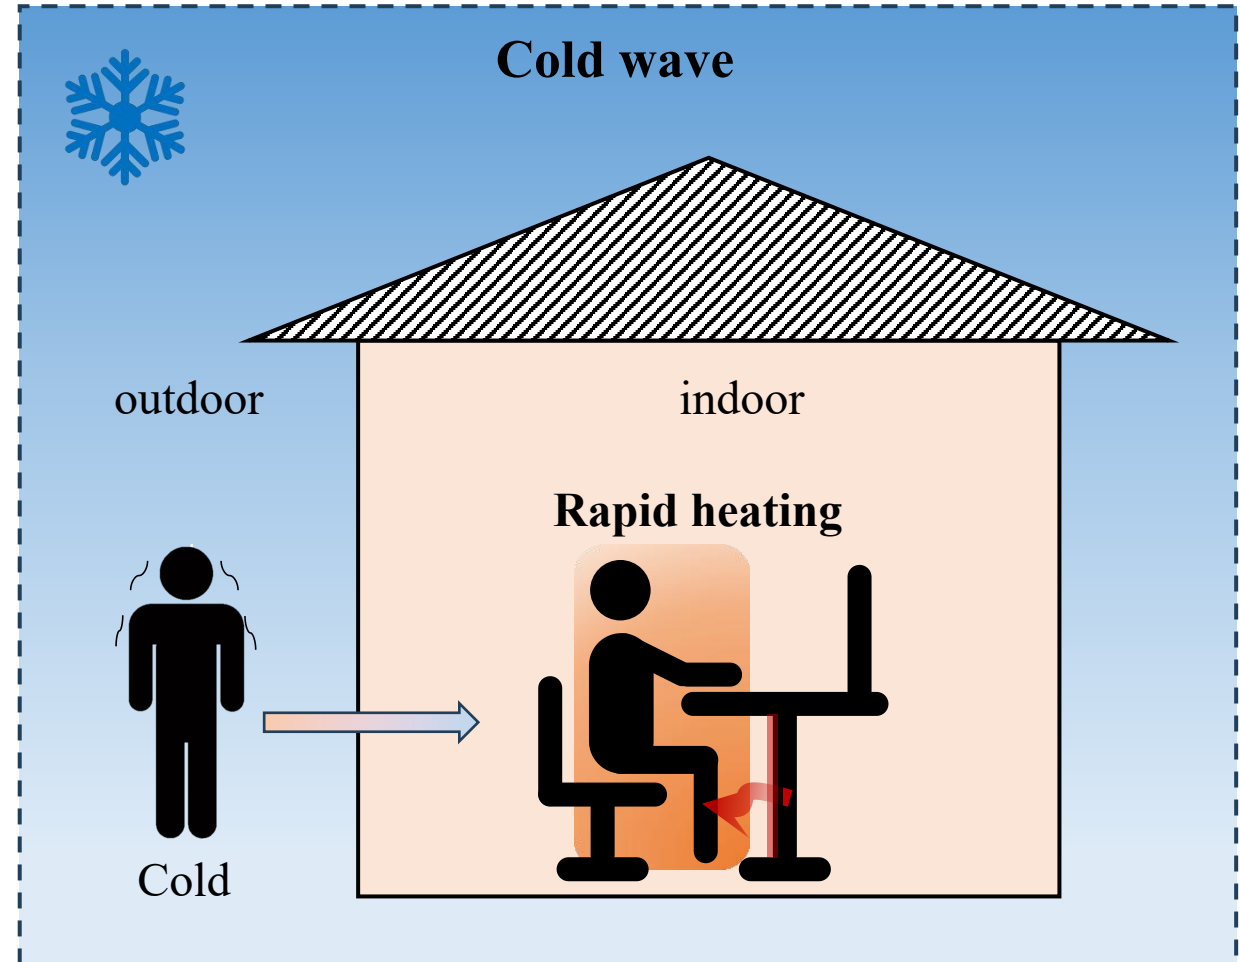 Cold wave
outdoor
indoor
Rapid heating
Cold